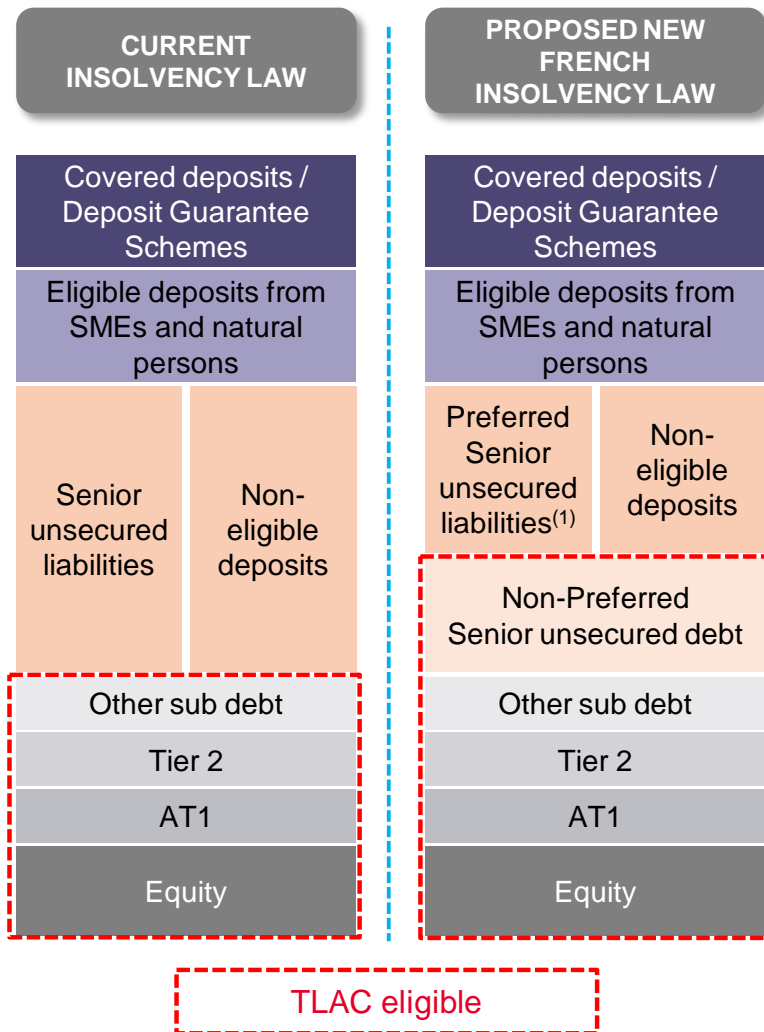 CURRENT
INSOLVENCY LAW
Covered deposits /
Deposit Guarantee
Schemes
Eligible deposits from
SMEs and natural
persons
Senior
unsecured
liabilities
Non-
eligible
deposits
Other sub debt
Tier 2
AT1
Equity
PROPOSED NEW
FRENCH
INSOLVENCY LAW
Covered deposits /
Deposit Guarantee
Schemes
Eligible deposits from
SMEs and natural
persons
Preferred
Senior
unsecured
liabilities(1)
Non-
eligible
deposits
Non-Preferred
Senior unsecured debt
Other sub debt
Tier 2
AT1
Equity
TLAC eligible